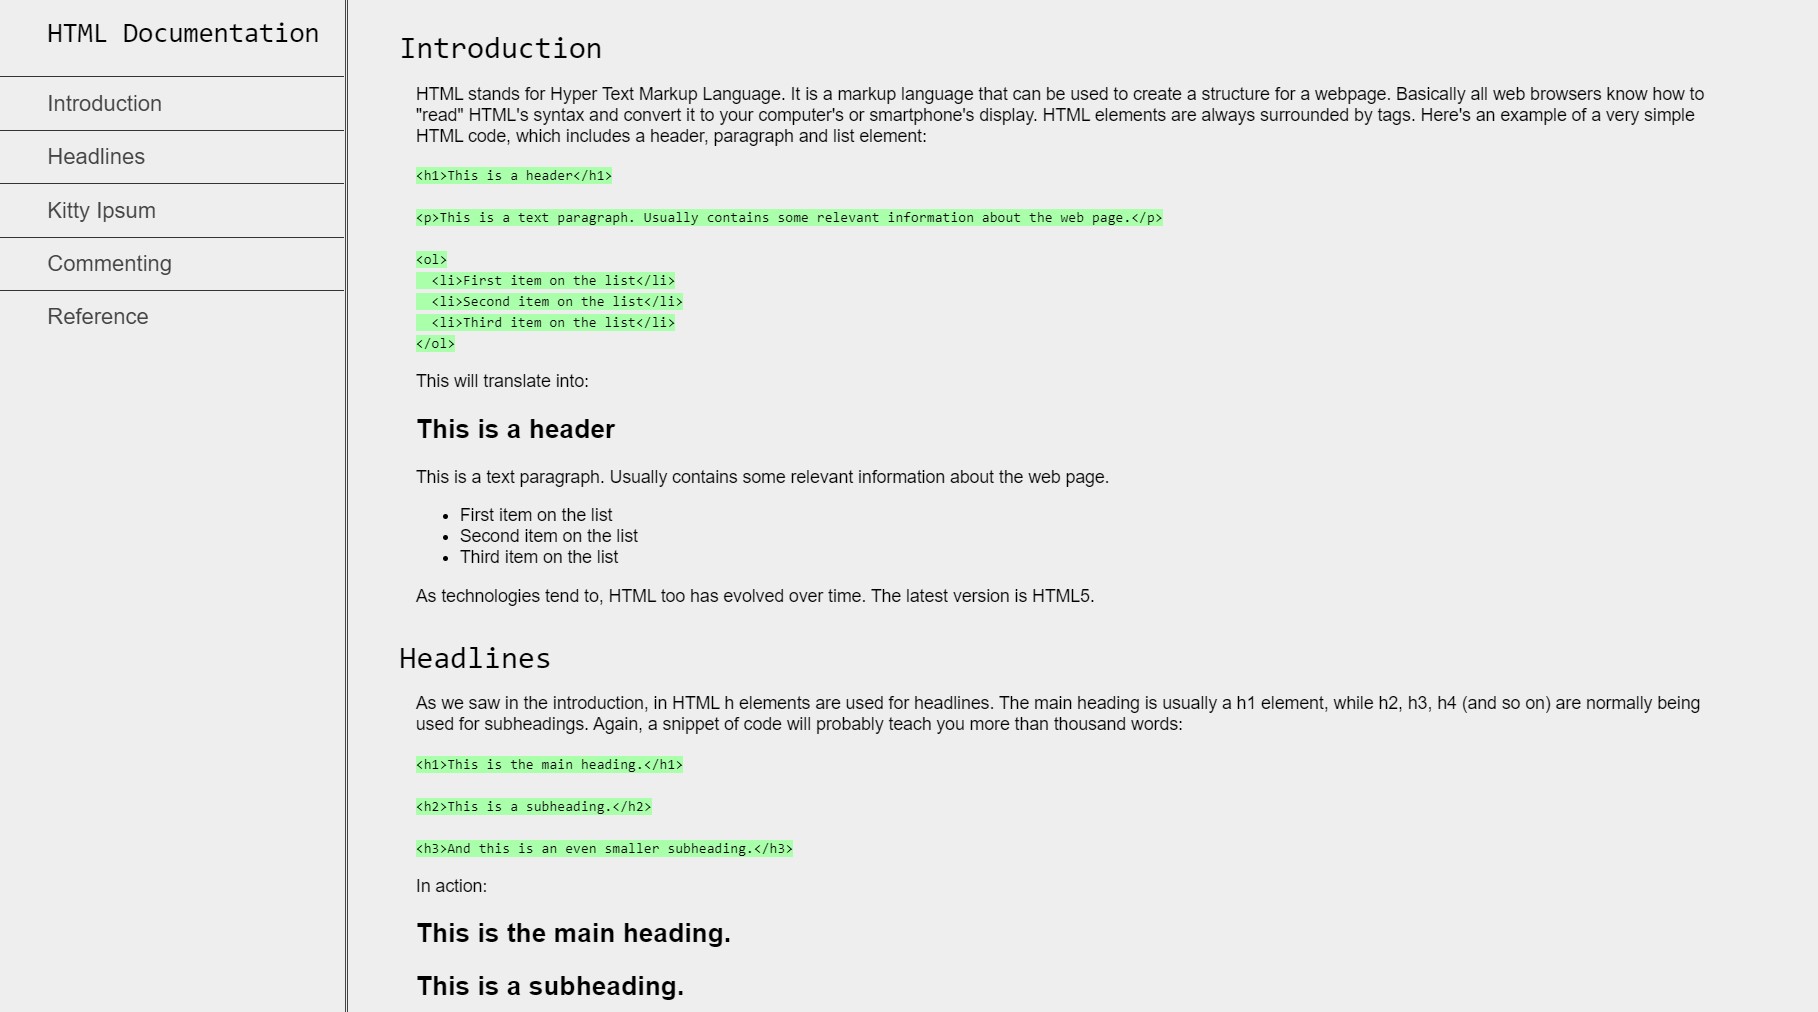 HTML Documentation
Introduction
Headlines
Kitty Ipsum
Commenting
Reference
Introduction
HTML stands for Hyper Text Markup Language. It is a markup language that can be used to create a structure for a webpage. Basically all web browsers know how to
"read" HTML's syntax and convert it to your computer's or smartphone's display. HTML elements are always surrounded by tags. Here's an example of a very simple
HTML code, which includes a header, paragraph and list element:
<h1>This is a header</h1>
<p>This is a text paragraph. Usually contains some relevant information about the web page.</p>
<ol>
  <li>First item on the list</li>
  <li>Second item on the list</li>
  <li>Third item on the list</li>
</ol>
This will translate into:
This is a header
This is a text paragraph. Usually contains some relevant information about the web page.
• First item on the list
• Second item on the list
• Third item on the list
As technologies tend to, HTML too has evolved over time. The latest version is HTML5.
Headlines
As we saw in the introduction, in HTML h elements are used for headlines. The main heading is usually a h1 element, while h2, h3, h4 (and so on) are normally being
used for subheadings. Again, a snippet of code will probably teach you more than thousand words:
<h1>This is the main heading.</h1>
<h2>This is a subheading.</h2>
<h3>And this is an even smaller subheading.</h3>
In action:
This is the main heading.
This is a subheading.